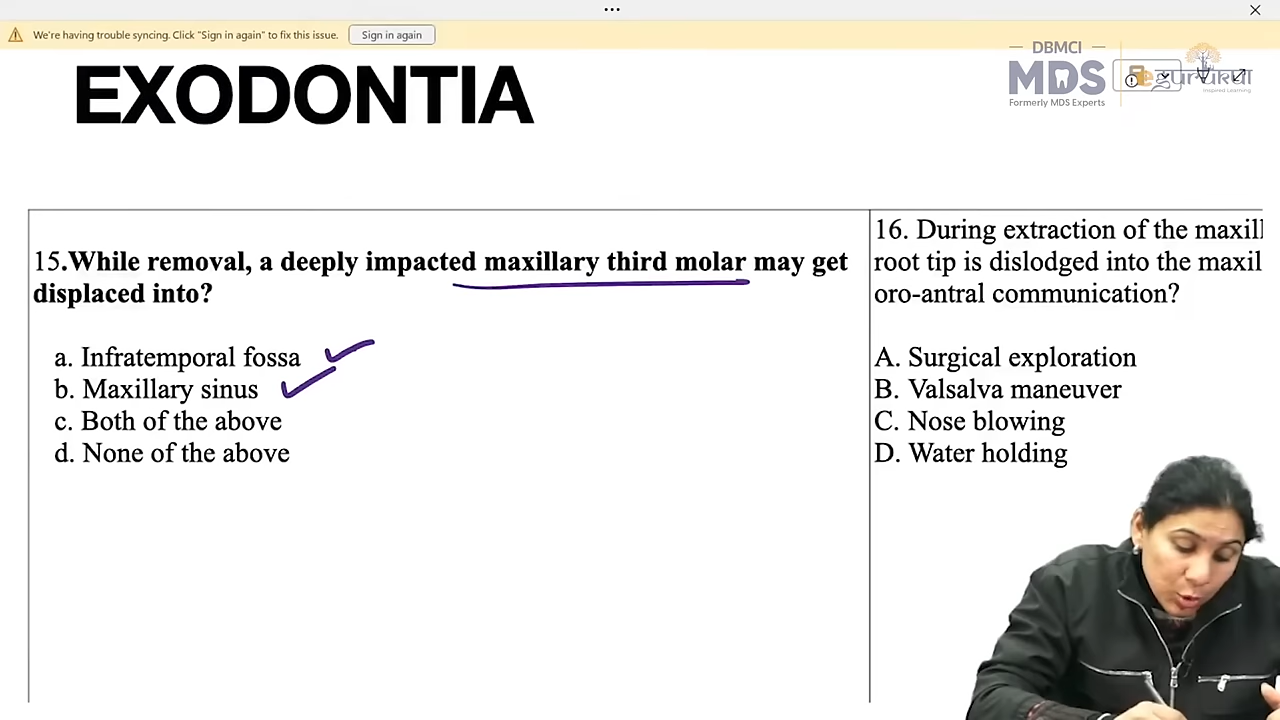 We're having trouble syncing. Click "Sign in again" to fix this issue.
Sign in again
DBMCI
MDS
Formerly MDS Experts
Inspired Learning
EXODONTIA
15.While removal, a deeply impacted maxillary third molar may get
displaced into?
a. Infratemporal fossa
b. Maxillary sinus
c. Both of the above
d. None of the above
16. During extraction of the
root tip is dislodged into the
oro-antral communication?
A. Surgical exploration
B. Valsalva maneuver
C. Nose blowing
D. Water holding